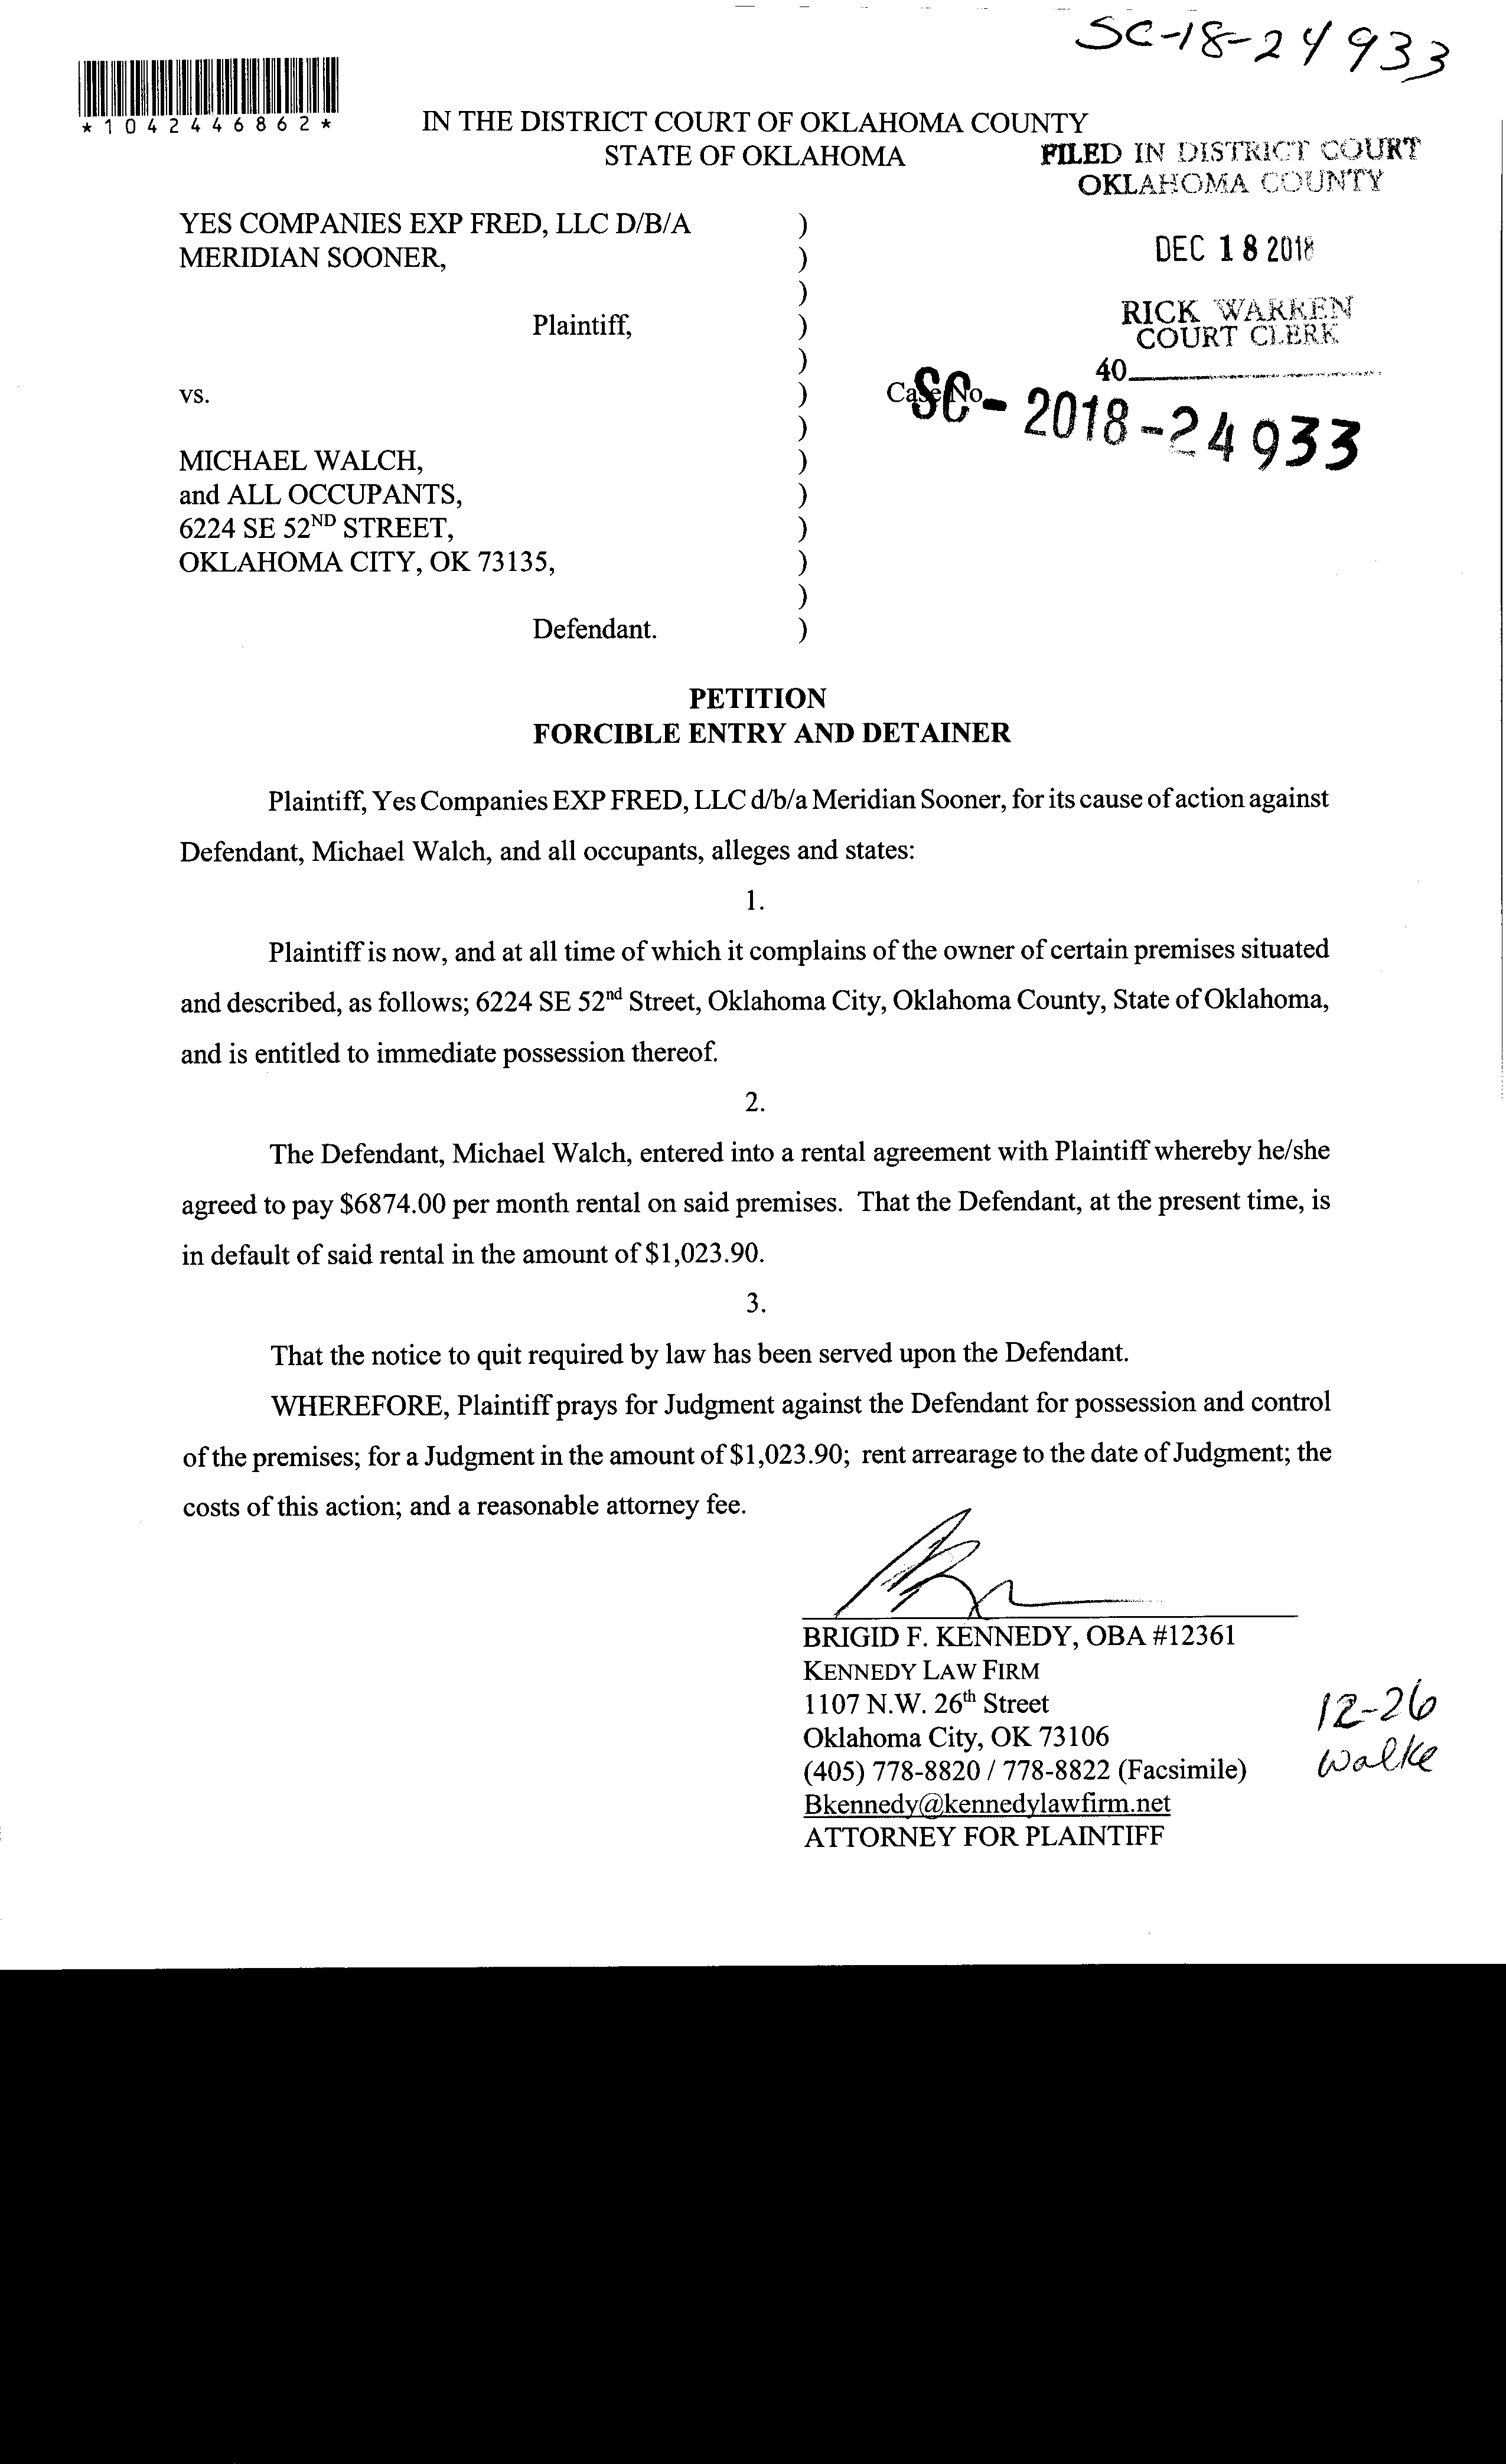 SC-18-24933
*1042446862*
IN THE DISTRICT COURT OF OKLAHOMA COUNTY
STATE OF OKLAHOMA
FILED IN DISTRICT COURT
OKLAHOMA COUNTY
DEC 18 2018
RICK WARREN
COURT CLERK
40
YES COMPANIES EXP FRED, LLC D/B/A )
MERIDIAN SOONER, )
)
Plaintiff, )
)
vs. ) Case No.
SC-2018-24933
)
MICHAEL WALCH, )
and ALL OCCUPANTS, )
6224 SE 52ND STREET, )
OKLAHOMA CITY, OK 73135, )
)
Defendant. )
PETITION
FORCIBLE ENTRY AND DETAINER
Plaintiff, Yes Companies EXP FRED, LLC d/b/a Meridian Sooner, for its cause of action against
Defendant, Michael Walch, and all occupants, alleges and states:
1.
Plaintiff is now, and at all time of which it complains of the owner of certain premises situated
and described, as follows; 6224 SE 52nd Street, Oklahoma City, Oklahoma County, State of Oklahoma,
and is entitled to immediate possession thereof.
2.
The Defendant, Michael Walch, entered into a rental agreement with Plaintiff whereby he/she
agreed to pay $6874.00 per month rental on said premises. That the Defendant, at the present time, is
in default of said rental in the amount of $1,023.90.
3.
That the notice to quit required by law has been served upon the Defendant.
WHEREFORE, Plaintiff prays for Judgment against the Defendant for possession and control
of the premises; for a Judgment in the amount of $1,023.90; rent arrearage to the date of Judgment; the
costs of this action; and a reasonable attorney fee.
BRIGID F. KENNEDY, OBA #12361
KENNEDY LAW FIRM
1107 N.W. 26th Street
Oklahoma City, OK 73106
(405) 778-8820 / 778-8822 (Facsimile)
Bkennedy@kennedylawfirm.net
ATTORNEY FOR PLAINTIFF
12-26
Walke